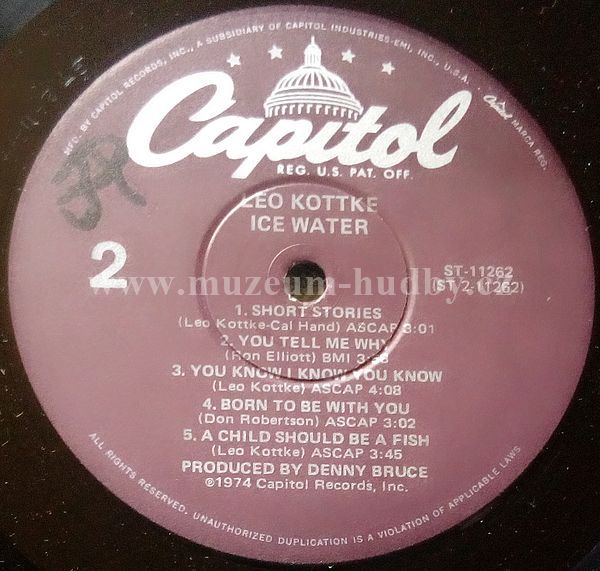 MFD. BY CAPITOL RECORDS, INC., A SUBSIDIARY OF CAPITOL INDUSTRIES-EMI, INC., U.S.A.
Capitol MARCA REG.
Capitol
REG. U.S. PAT. OFF.
LEO KOTTKE
ICE WATER
2
ST-11262
(ST 2-11262)
www.muzeum-hudby.cz
1. SHORT STORIES
(Leo Kottke-Cal Hand) ASCAP 3:01
2. YOU TELL ME WHY
(Ron Elliott) BMI
3. YOU KNOW I KNOW YOU KNOW
(Leo Kottke) ASCAP 4:08
4. BORN TO BE WITH YOU
(Don Robertson) ASCAP 3:02
5. A CHILD SHOULD BE A FISH
(Leo Kottke) ASCAP 3:45
PRODUCED BY DENNY BRUCE
℗1974 Capitol Records, Inc.
ALL RIGHTS RESERVED. UNAUTHORIZED DUPLICATION IS A VIOLATION OF APPLICABLE LAWS